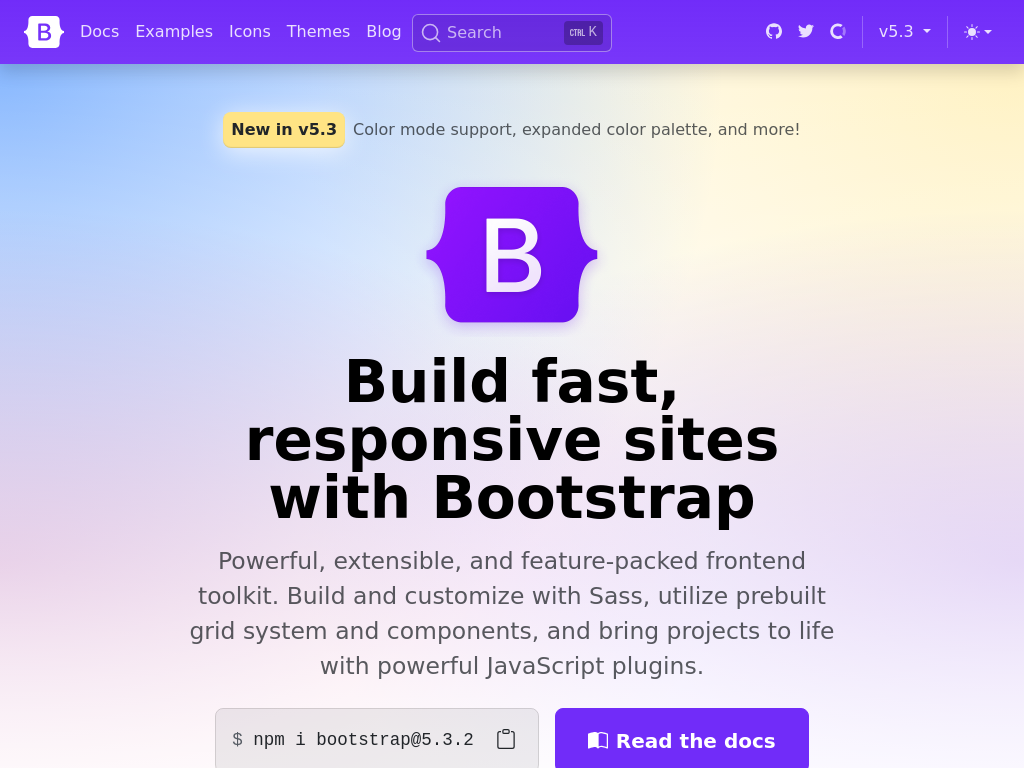 B Docs Examples Icons Themes Blog Search CTRL K v5.3
New in v5.3 Color mode support, expanded color palette, and more!
B
Build fast,
responsive sites
with Bootstrap
Powerful, extensible, and feature-packed frontend
toolkit. Build and customize with Sass, utilize prebuilt
grid system and components, and bring projects to life
with powerful JavaScript plugins.
$ npm i bootstrap@5.3.2 Read the docs